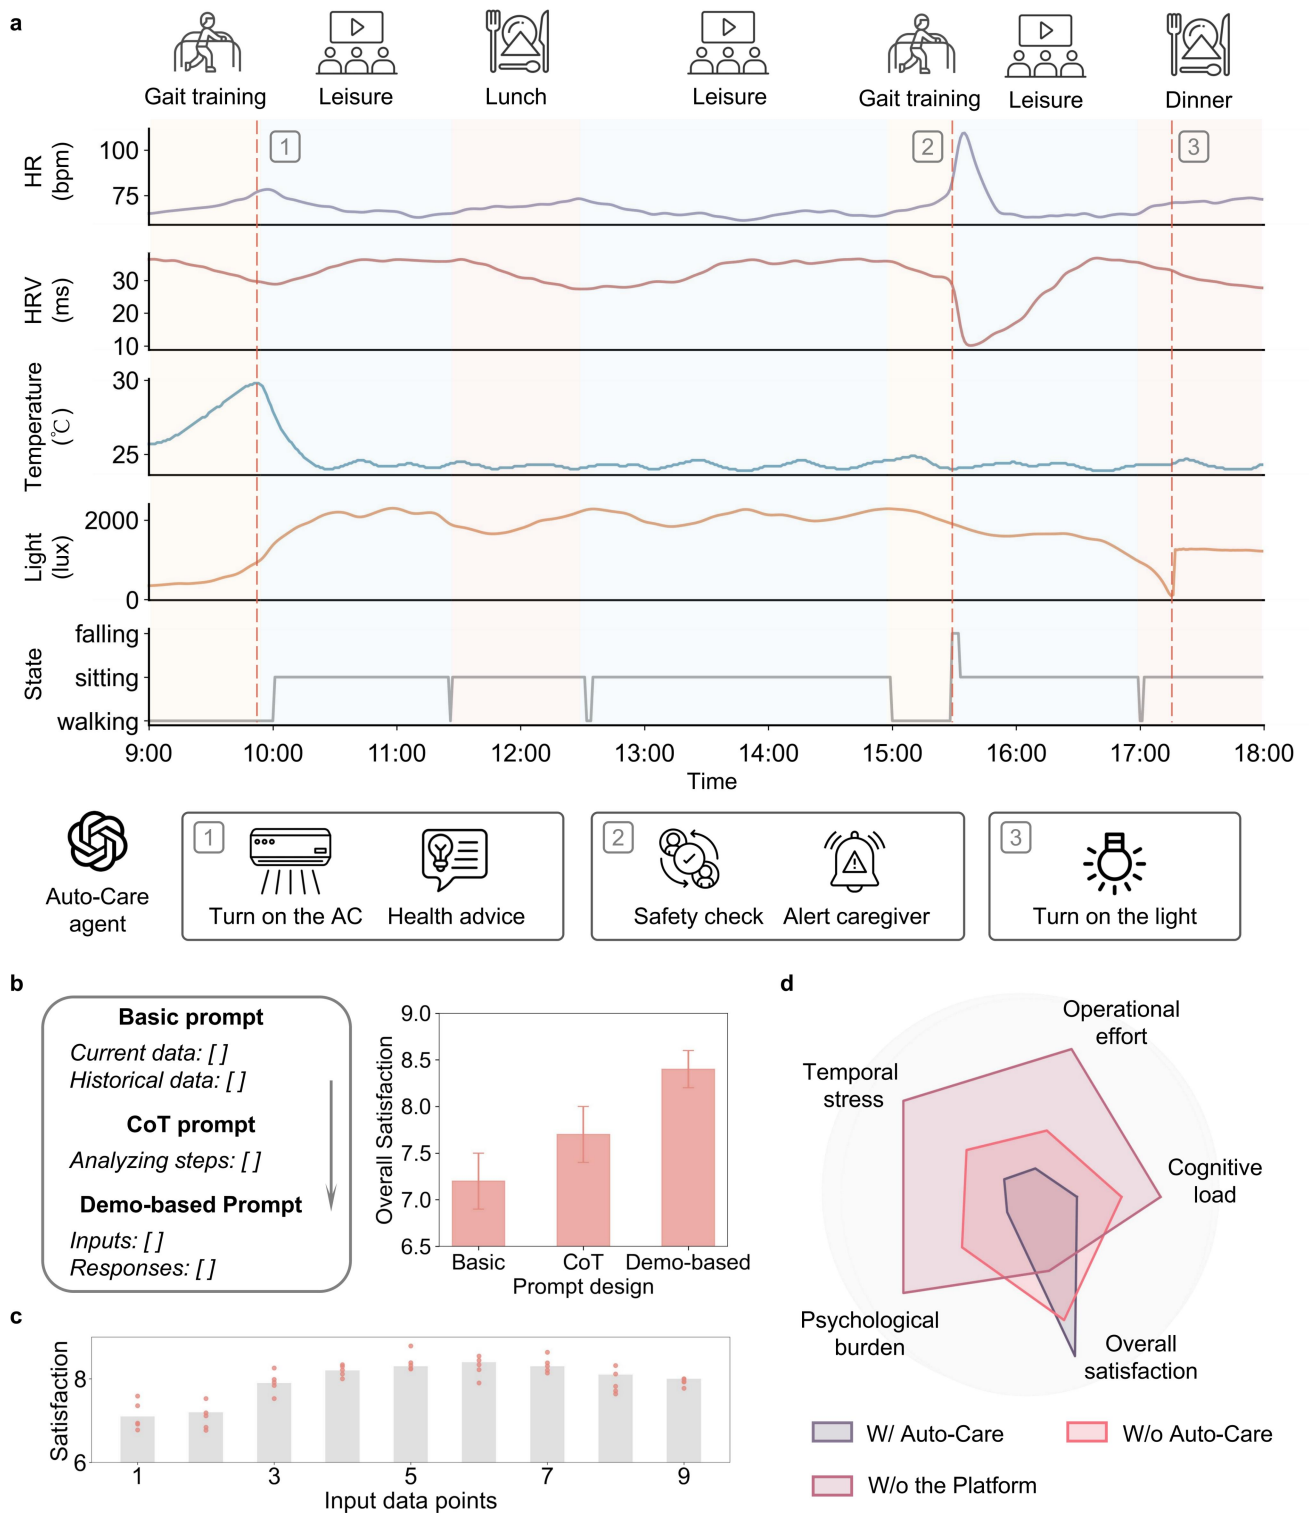 a
Gait training
Leisure
Lunch
Leisure
Gait training
Leisure
Dinner
HR
(bpm)
100
75
1
2
3
HRV
(ms)
30
20
10
Temperature
(℃)
30
25
Light
(lux)
2000
0
State
falling
sitting
walking
9:00
10:00
11:00
12:00
13:00
14:00
15:00
16:00
17:00
18:00
Time
Auto-Care
agent
1
Turn on the AC
Health advice
2
Safety check
Alert caregiver
3
Turn on the light
b
Basic prompt
Current data: [ ]
Historical data: [ ]
CoT prompt
Analyzing steps: [ ]
Demo-based Prompt
Inputs: [ ]
Responses: [ ]
Overall Satisfaction
9.0
8.5
8.0
7.5
7.0
6.5
Basic
CoT
Demo-based
Prompt design
c
Satisfaction
8
6
1
3
5
7
9
Input data points
d
Operational
effort
Temporal
stress
Cognitive
load
Psychological
burden
Overall
satisfaction
W/ Auto-Care
W/o Auto-Care
W/o the Platform